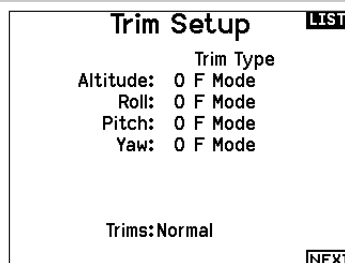 Trim Setup
LIST
Trim Type
Altitude: 0 F Mode
Roll: 0 F Mode
Pitch: 0 F Mode
Yaw: 0 F Mode
Trims:Normal
NEXT